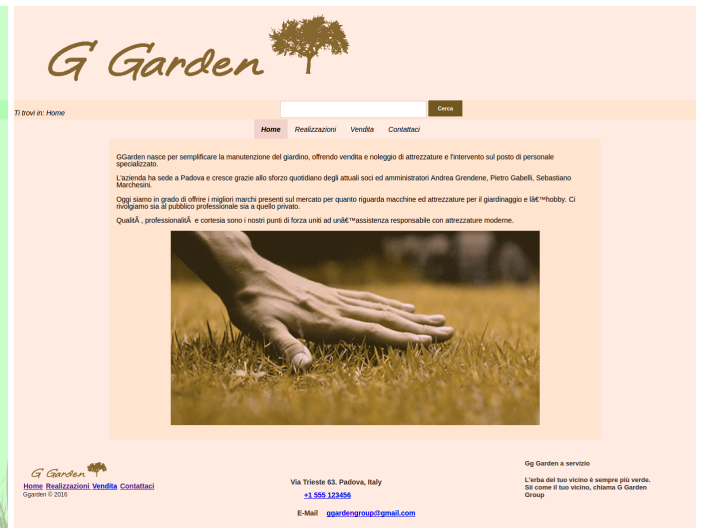 G Garden
Cerca
Ti trovi in: Home
Home Realizzazioni Vendita Contattaci
GGarden nasce per semplificare la manutenzione del giardino, offrendo vendita e noleggio di attrezzature e l'intervento sul posto di personale
specializzato.
L'azienda ha sede a Padova e cresce grazie allo sforzo quotidiano degli attuali soci ed amministratori Andrea Grendene, Pietro Gabelli, Sebastiano
Marchesini.
Oggi siamo in grado di offrire i migliori marchi presenti sul mercato per quanto riguarda macchine ed attrezzature per il giardinaggio e lâ€™hobby. Ci
rivolgiamo sia al pubblico professionale sia a quello privato.
QualitÃ , professionalitÃ  e cortesia sono i nostri punti di forza uniti ad unâ€™assistenza responsabile con attrezzature moderne.
G Garden
Home Realizzazioni Vendita Contattaci
Ggarden © 2016
Via Trieste 63. Padova, Italy
+1 555 123456
E-Mail ggardengroup@gmail.com
Gg Garden a servizio
L'erba del tuo vicino è sempre più verde.
Sii come il tuo vicino, chiama G Garden
Group